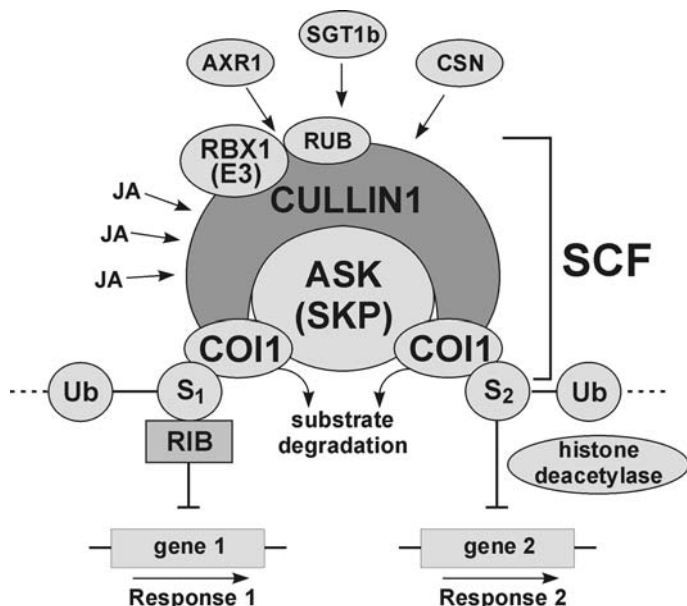 SGT1b
AXR1
CSN
RUB
RBX1
(E3)
CULLIN1
JA
JA
JA
SCF
ASK
(SKP)
COI1
COI1
Ub
S1
S2
Ub
substrate
degradation
RIB
histone
deacetylase
gene 1
gene 2
Response 1
Response 2